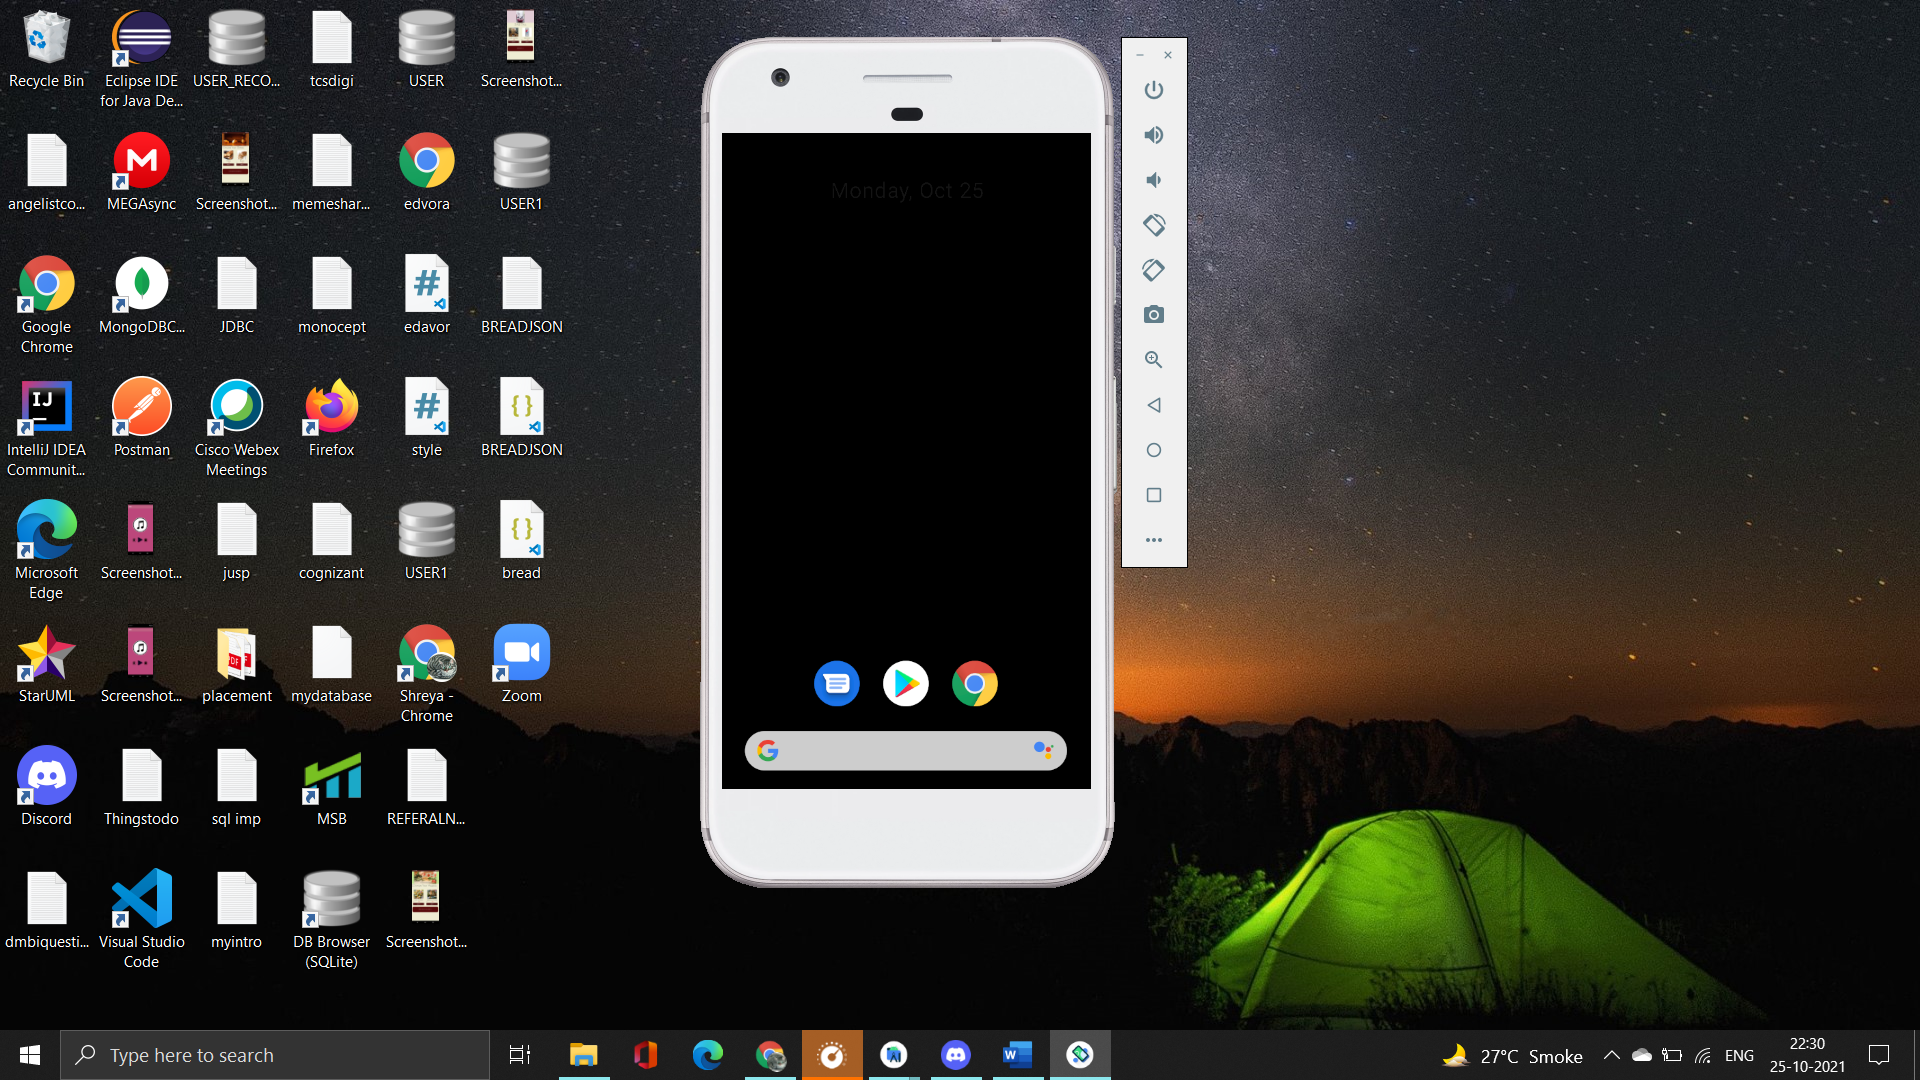 Recycle Bin
Eclipse IDE
for Java De...
USER_RECO...
tcsdigi
USER
Screenshot...
angelistco...
MEGAsync
Screenshot...
memeshar...
edvora
USER1
Google
Chrome
MongoDBC...
JDBC
monocept
edavor
BREADJSON
IntelliJ IDEA
Communit...
Postman
Cisco Webex
Meetings
Firefox
style
BREADJSON
Microsoft
Edge
Screenshot...
jusp
cognizant
USER1
bread
StarUML
Screenshot...
placement
mydatabase
Shreya -
Chrome
Zoom
Discord
Thingstodo
sql imp
MSB
REFERALN...
dmbiquesti...
Visual Studio
Code
myintro
DB Browser
(SQLite)
Screenshot...
Monday, Oct 25
Type here to search
27°C Smoke
ENG
22:30
25-10-2021